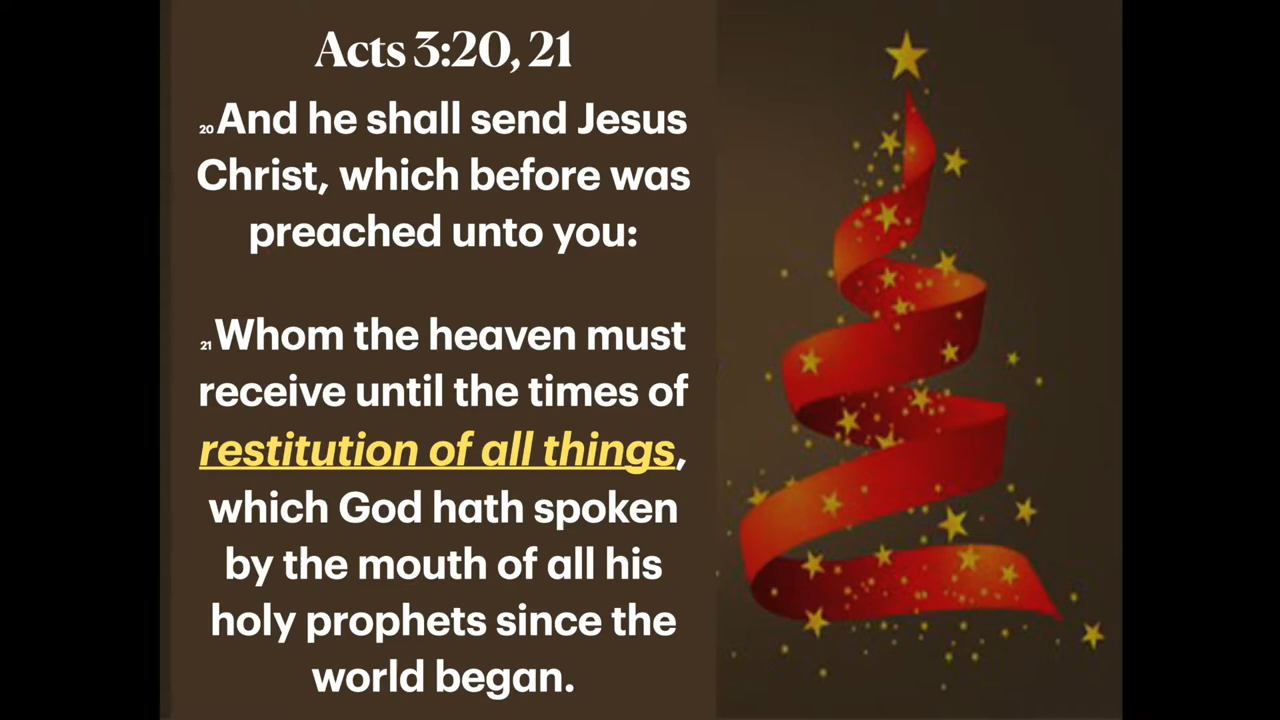 Acts 3:20, 21
20And he shall send Jesus
Christ, which before was
preached unto you:
21Whom the heaven must
receive until the times of
restitution of all things,
which God hath spoken
by the mouth of all his
holy prophets since the
world began.